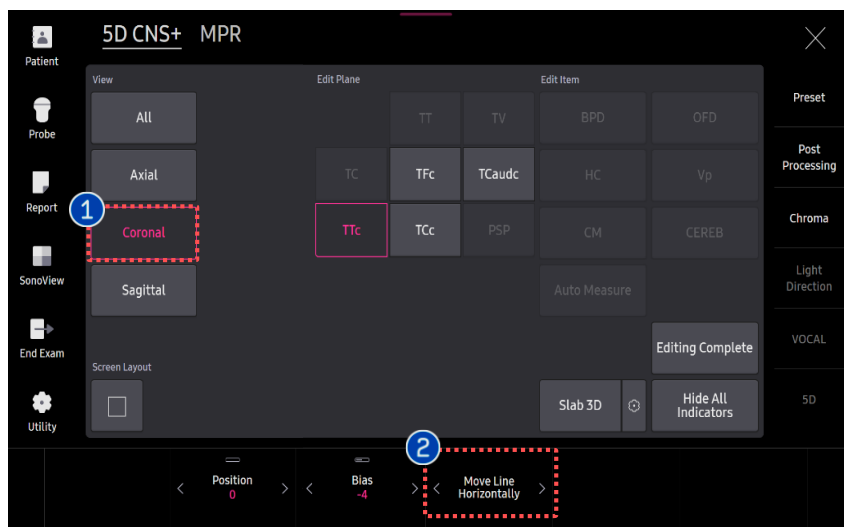 5D CNS+ MPR
Patient
Probe
Report
SonoView
End Exam
Utility
View
All
Axial
1
Coronal
Sagittal
Screen Layout
Edit Plane
TT TV
TC TFc TCaudc
TTc TCc PSP
Edit Item
BPD OFD
HC Vp
CM CEREB
Auto Measure
Editing Complete
Slab 3D
Hide All
Indicators
Preset
Post
Processing
Chroma
Light
Direction
VOCAL
5D
< Position >
0
< Bias >
-4
2
< Move Line >
Horizontally